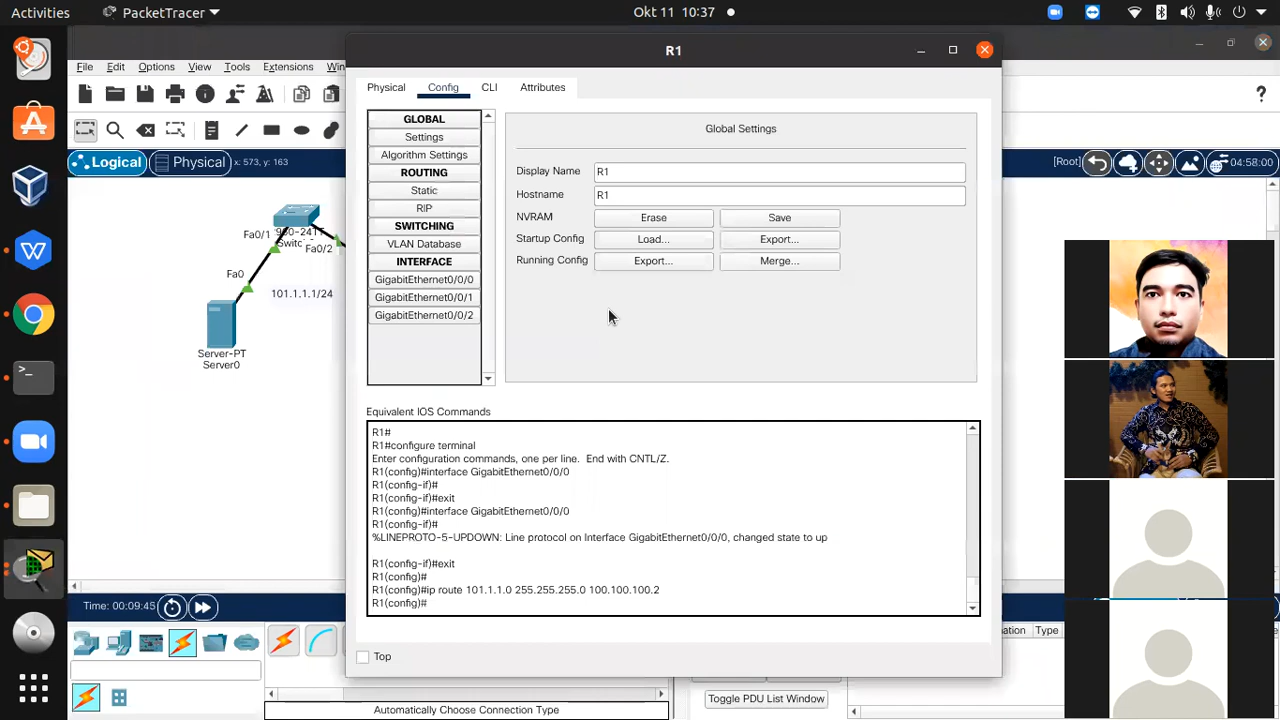 Activities
PacketTracer
Okt 11 10:37
R1
File
Edit
Options
View
Tools
Extensions
Physical
Config
CLI
Attributes
GLOBAL
Settings
Algorithm Settings
ROUTING
Static
RIP
SWITCHING
VLAN Database
INTERFACE
GigabitEthernet0/0/0
GigabitEthernet0/0/1
GigabitEthernet0/0/2
Global Settings
Display Name
R1
Hostname
R1
NVRAM
Erase
Save
Startup Config
Load...
Export...
Running Config
Export...
Merge...
?
Logical
Physical
x: 573, y: 163
[Root]
04:58:00
Fa0/1
Fa0/2
Fa0
101.1.1.1/24
Server-PT
Server0
Equivalent IOS Commands
R1#
R1#configure terminal
Enter configuration commands, one per line. End with CNTL/Z.
R1(config)#interface GigabitEthernet0/0/0
R1(config-if)#
R1(config-if)#exit
R1(config)#interface GigabitEthernet0/0/0
R1(config-if)#
%LINEPROTO-5-UPDOWN: Line protocol on Interface GigabitEthernet0/0/0, changed state to up
R1(config-if)#exit
R1(config)#
R1(config)#ip route 101.1.1.0 255.255.255.0 100.100.100.2
R1(config)#
Top
Time: 00:09:45
Type
Toggle PDU List Window
Automatically Choose Connection Type